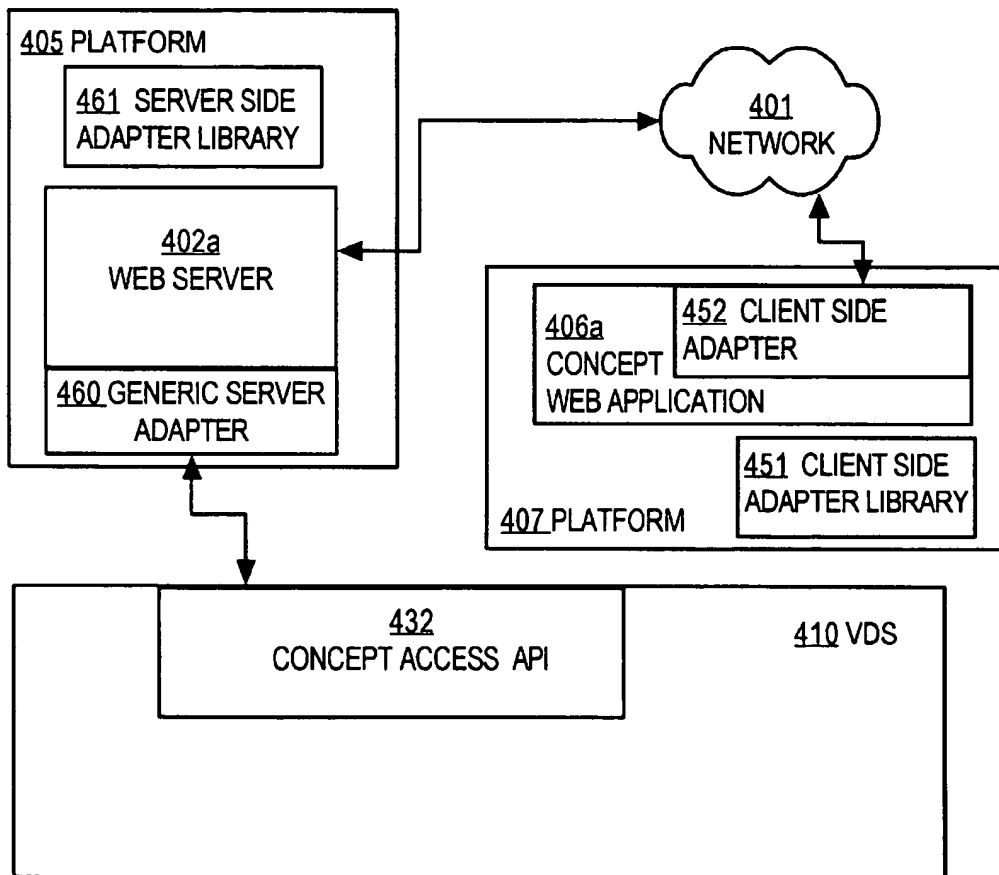 405 PLATFORM
461 SERVER SIDE
ADAPTER LIBRARY
402a
WEB SERVER
460 GENERIC SERVER
ADAPTER
401
NETWORK
452 CLIENT SIDE
ADAPTER
406a
CONCEPT
WEB APPLICATION
451 CLIENT SIDE
ADAPTER LIBRARY
407 PLATFORM
432
CONCEPT ACCESS API
410 VDS